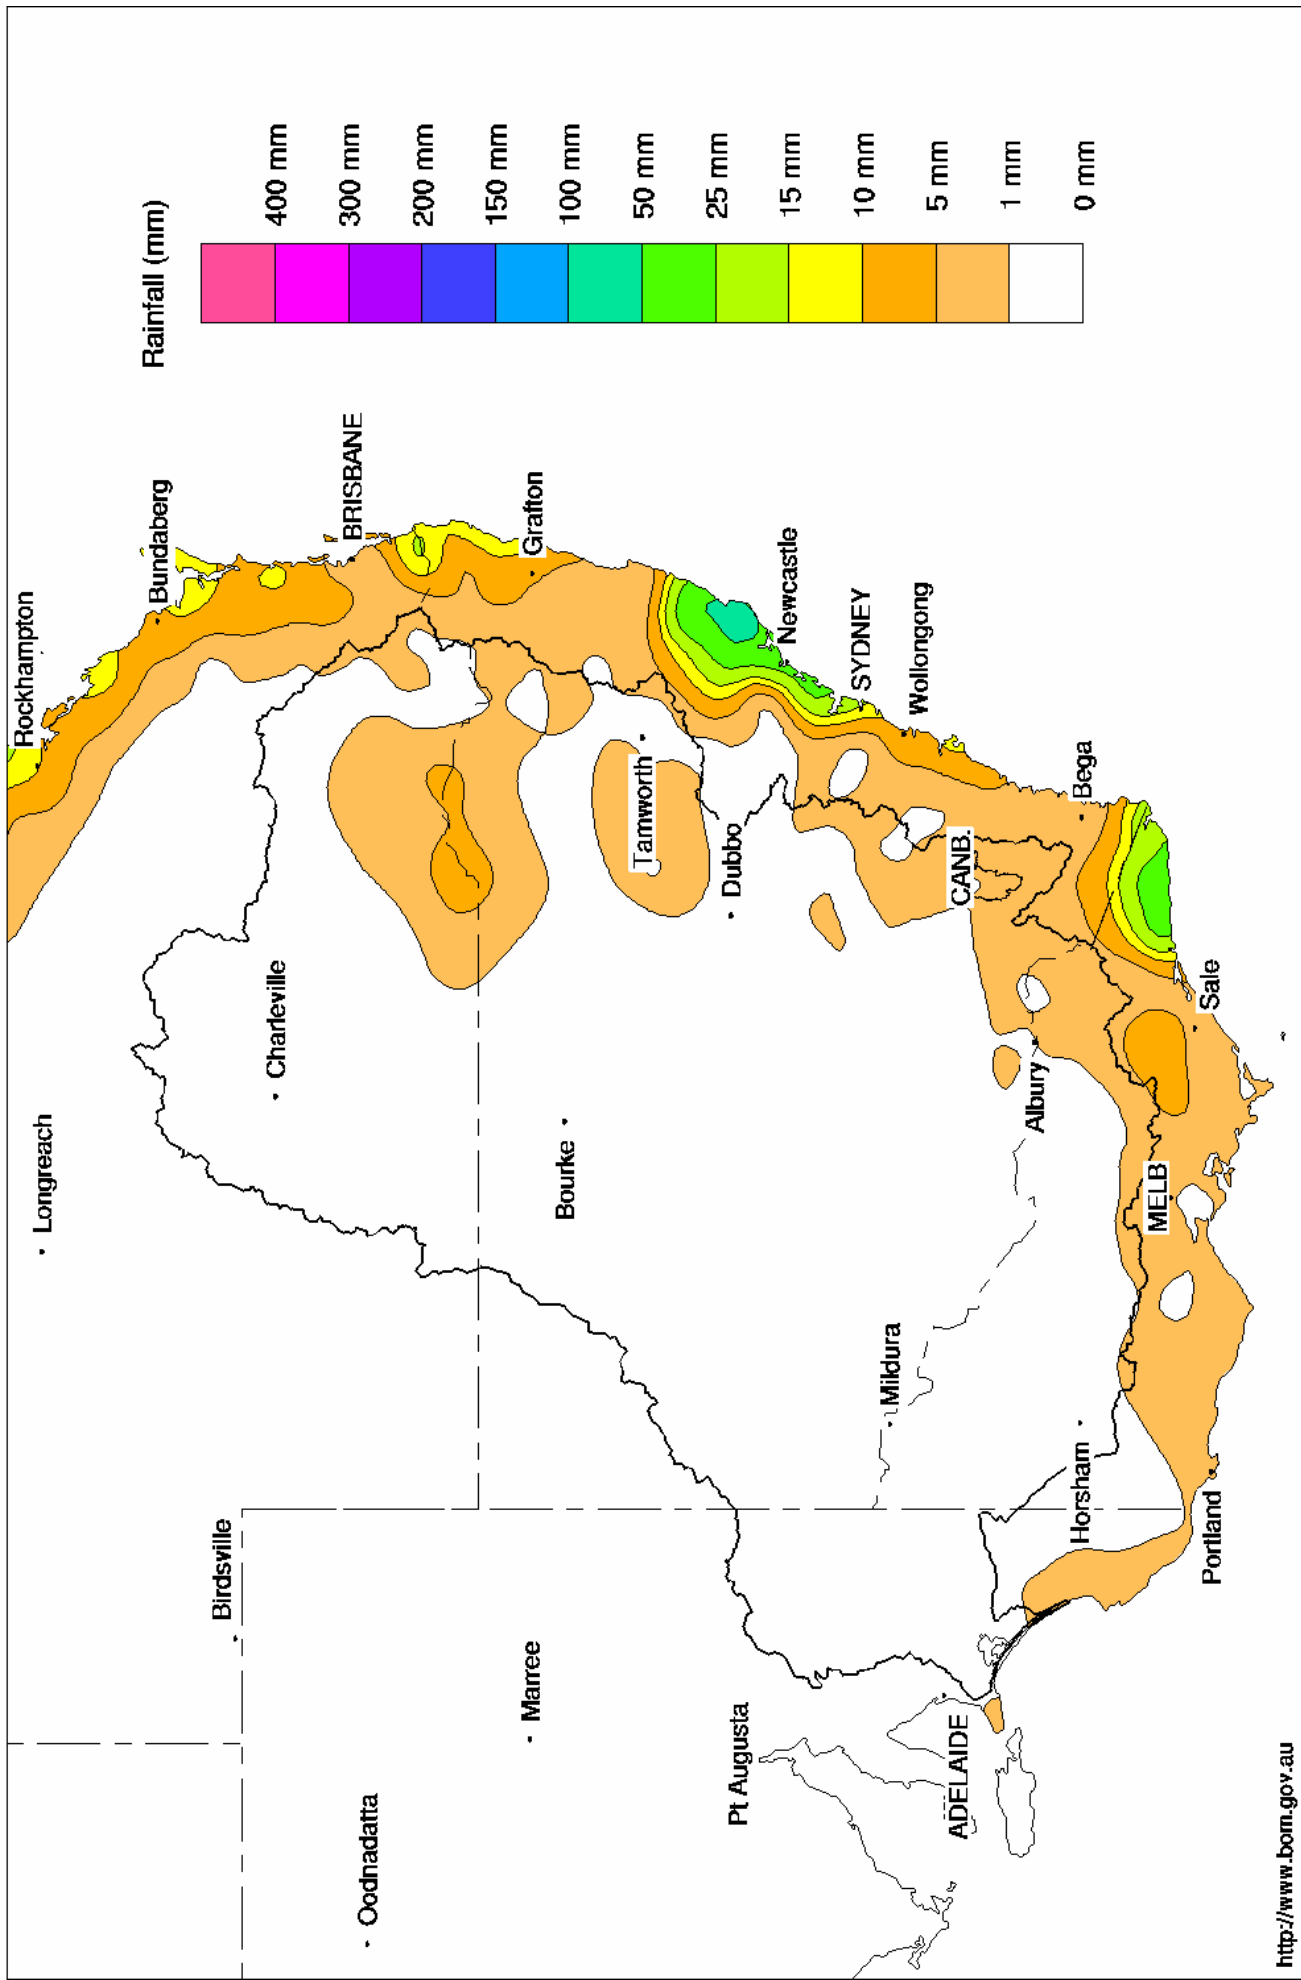 Rainfall (mm)
400 mm
300 mm
200 mm
150 mm
100 mm
50 mm
25 mm
15 mm
10 mm
5 mm
1 mm
0 mm
Longreach
Rockhampton
Bundaberg
Birdsville
Charleville
BRISBANE
Oodnadatta
Marree
Bourke
Grafton
Tamworth
Pt Augusta
Dubbo
Newcastle
Mildura
SYDNEY
Wollongong
ADELAIDE
CANB.
Albury
Horsham
Bega
MELB
Portland
Sale
http://www.bom.gov.au